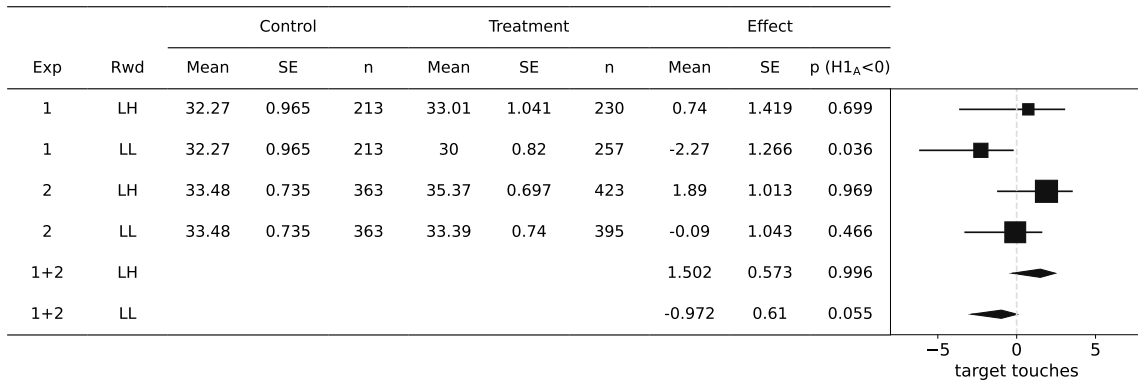 Control Treatment Effect
Exp Rwd Mean SE n Mean SE n Mean SE p (H1A<0)
1 LH 32.27 0.965 213 33.01 1.041 230 0.74 1.419 0.699
1 LL 32.27 0.965 213 30 0.82 257 -2.27 1.266 0.036
2 LH 33.48 0.735 363 35.37 0.697 423 1.89 1.013 0.969
2 LL 33.48 0.735 363 33.39 0.74 395 -0.09 1.043 0.466
1+2 LH 1.502 0.573 0.996
1+2 LL -0.972 0.61 0.055
−5 0 5
target touches